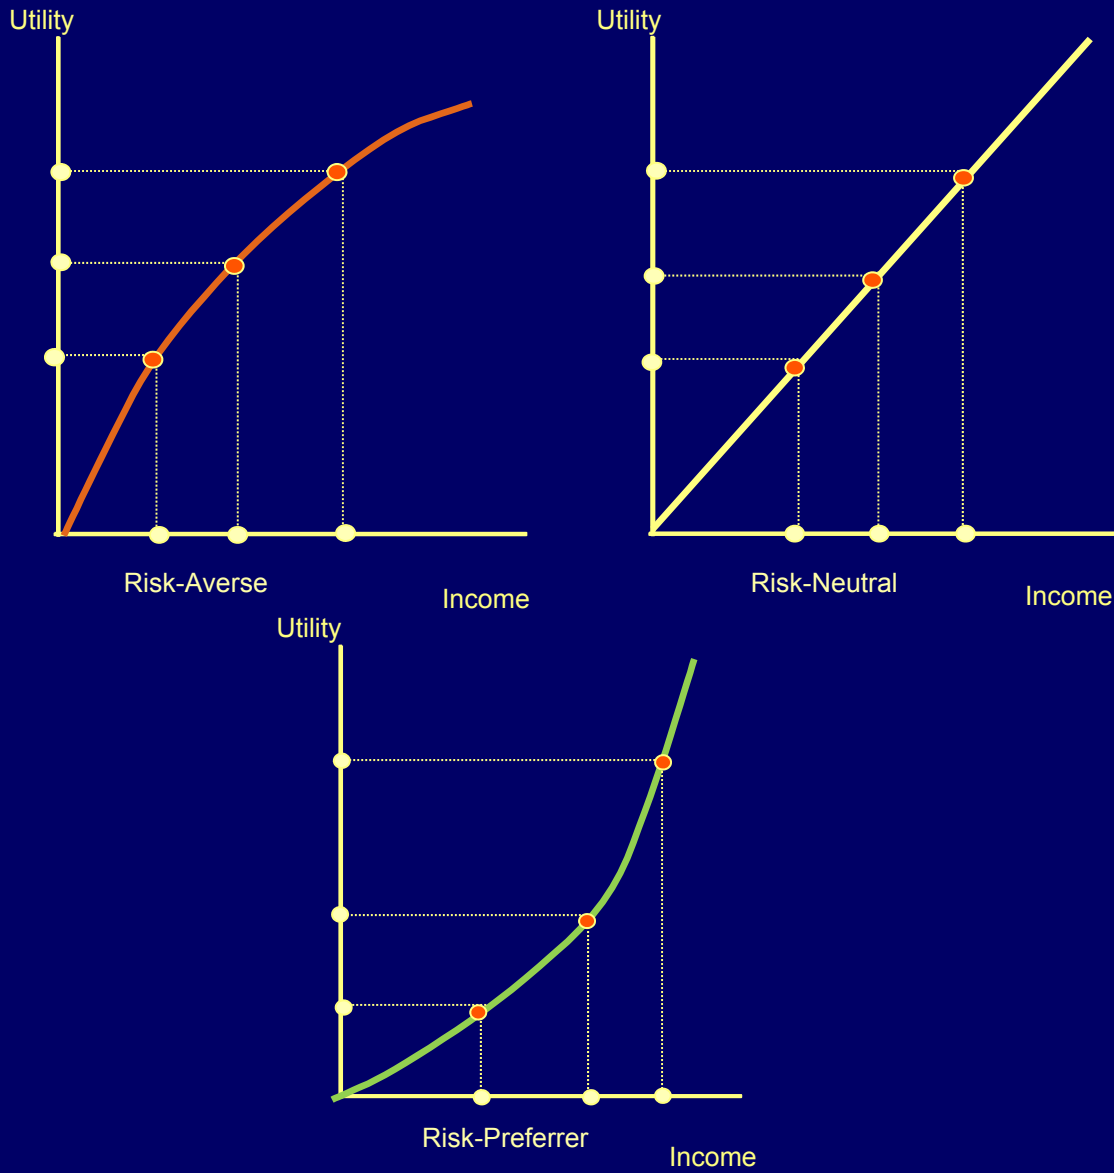 Utility
Utility
Risk-Averse
Income
Risk-Neutral
Income
Utility
Risk-Preferrer
Income